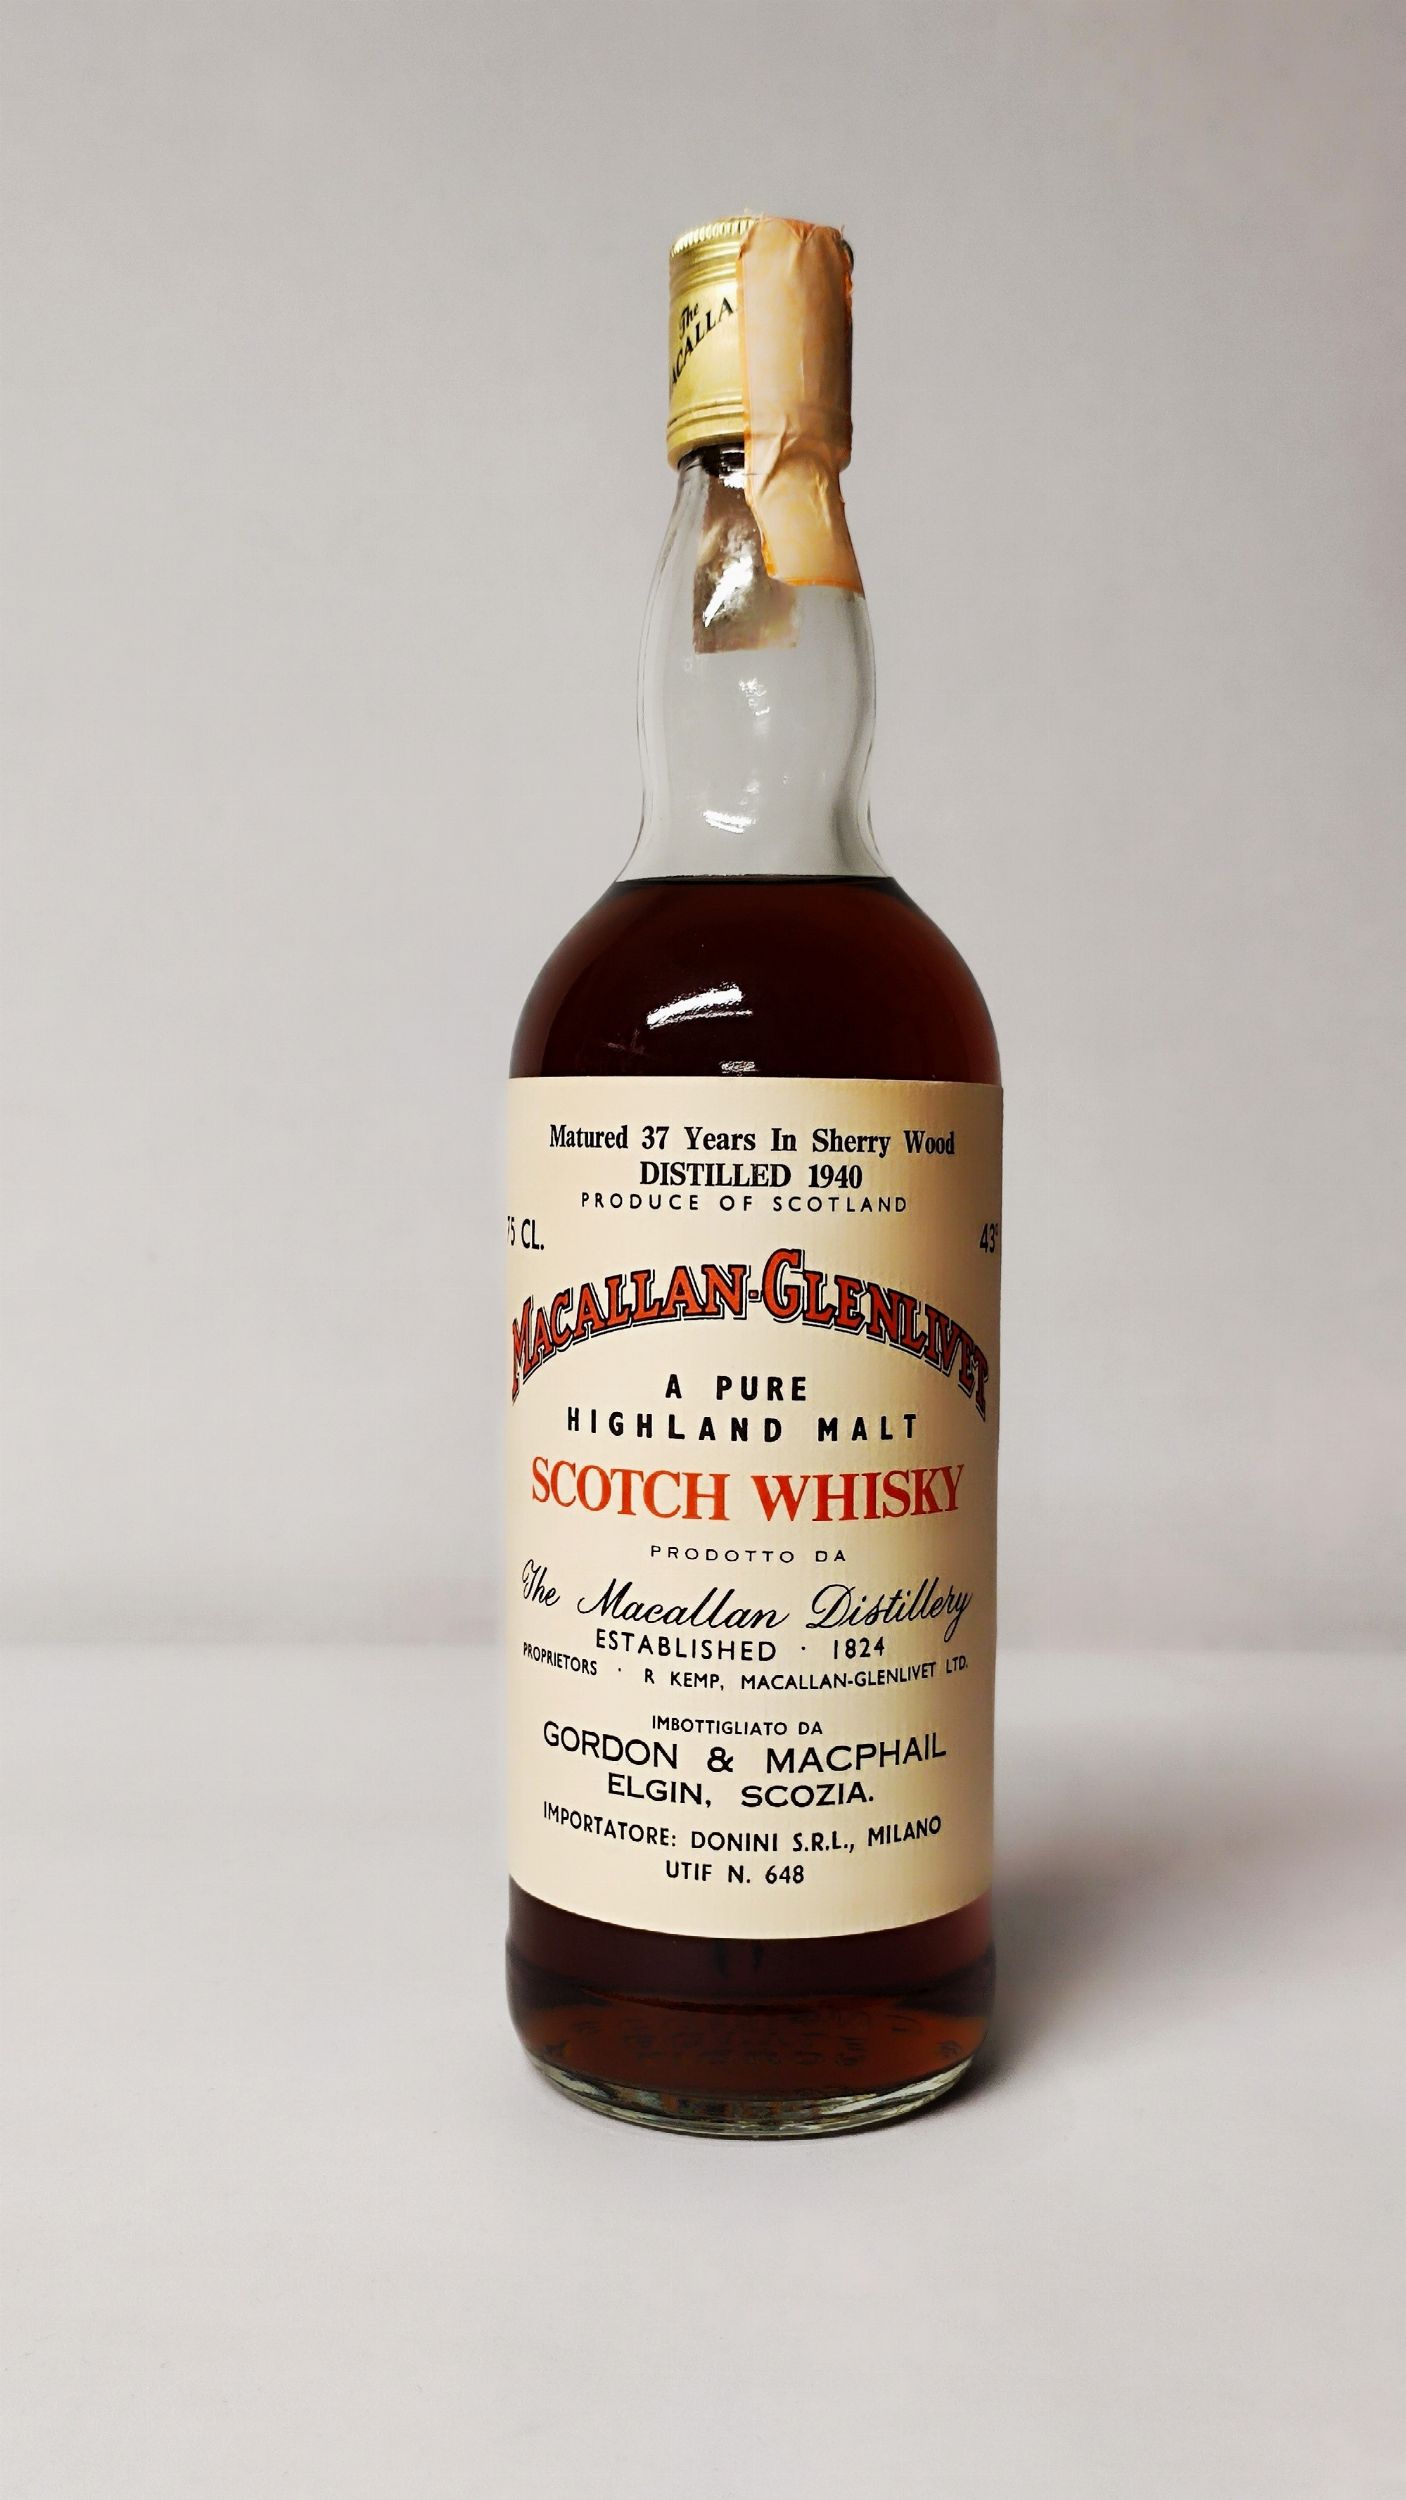 The
Matured 37 Years In Sherry Wood
DISTILLED 1940
PRODUCE OF SCOTLAND
75 CL. 43°
MACALLAN-GLENLIVET
A PURE
HIGHLAND MALT
SCOTCH WHISKY
PRODOTTO DA
The Macallan Distillery
ESTABLISHED · 1824
PROPRIETORS · R KEMP, MACALLAN-GLENLIVET LTD.
IMBOTTIGLIATO DA
GORDON & MACPHAIL
ELGIN, SCOZIA.
IMPORTATORE: DONINI S.R.L., MILANO
UTIF N. 648